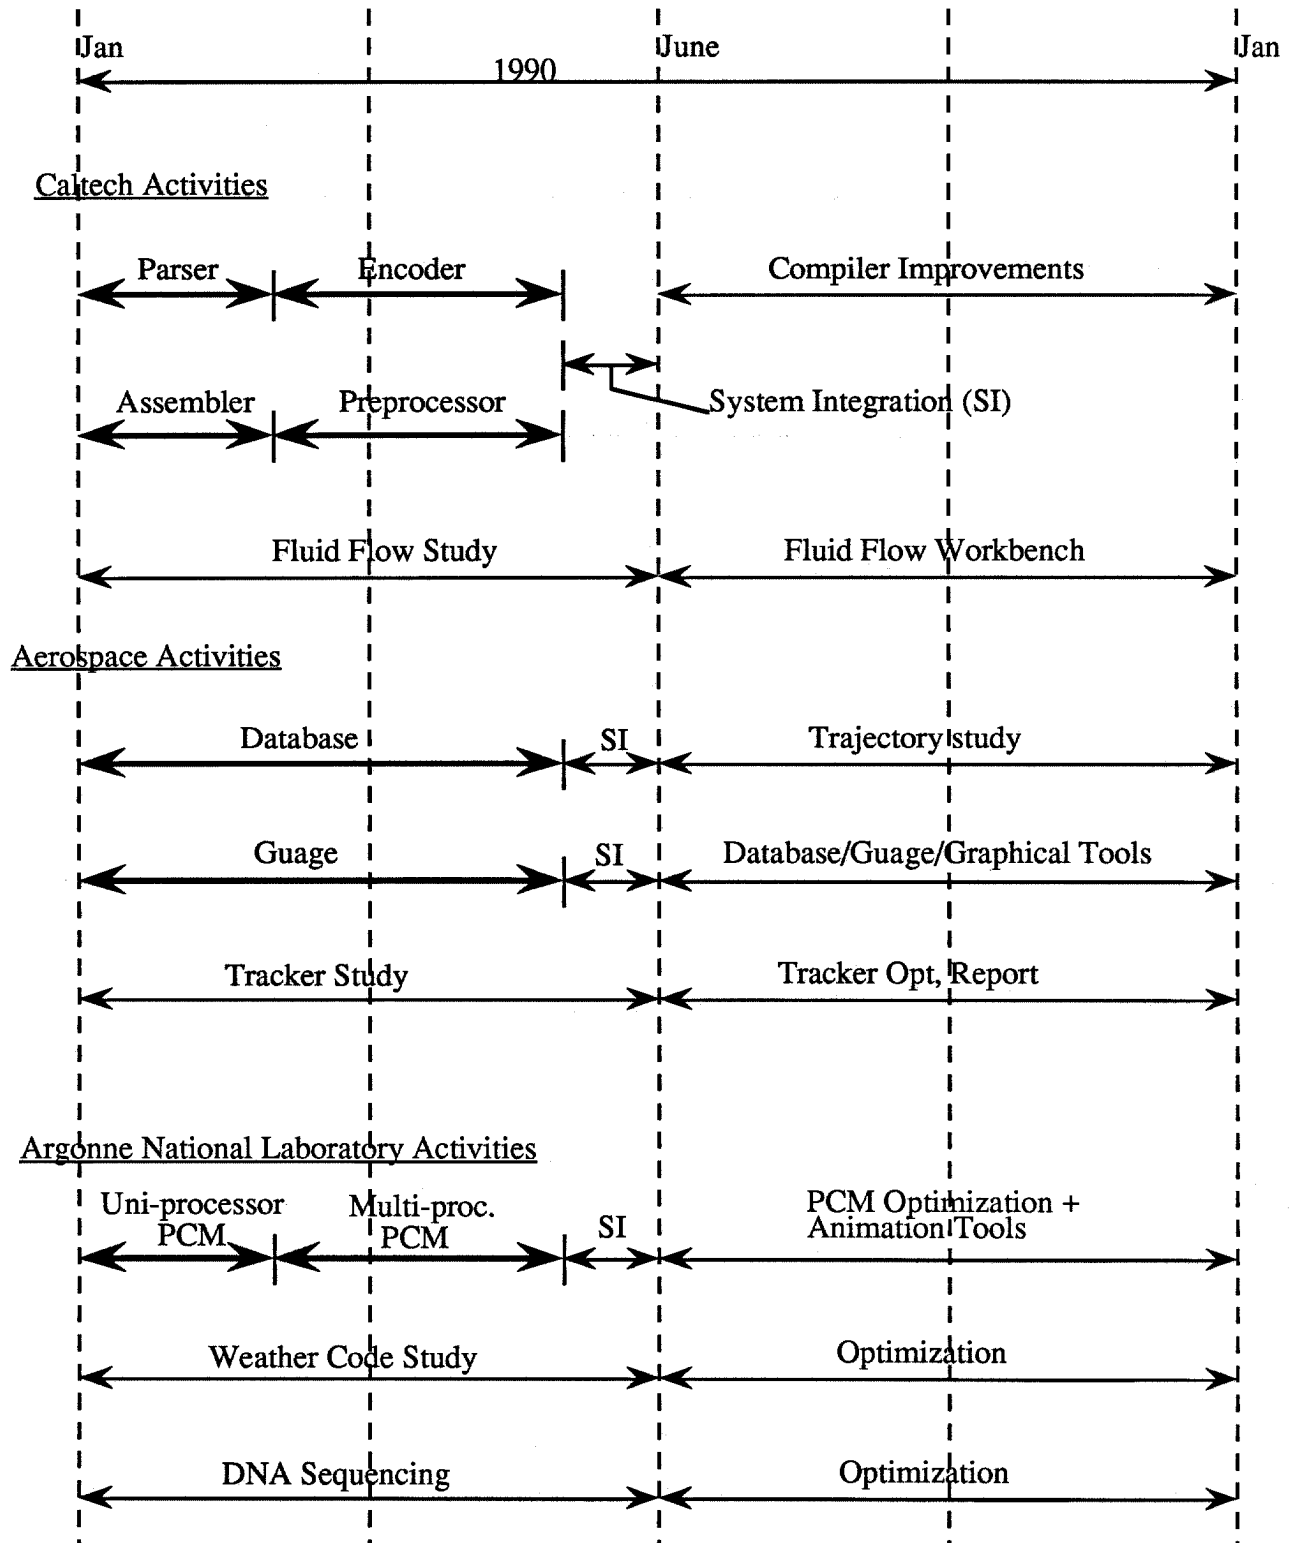 Jan June Jan
1990
Caltech Activities
Parser Encoder Compiler Improvements
Assembler Preprocessor System Integration (SI)
Fluid Flow Study Fluid Flow Workbench
Aerospace Activities
Database SI Trajectory study
Guage SI Database/Guage/Graphical Tools
Tracker Study Tracker Opt, Report
Argonne National Laboratory Activities
Uni-processor
PCM
Multi-proc.
PCM
SI
PCM Optimization +
Animation Tools
Weather Code Study Optimization
DNA Sequencing Optimization